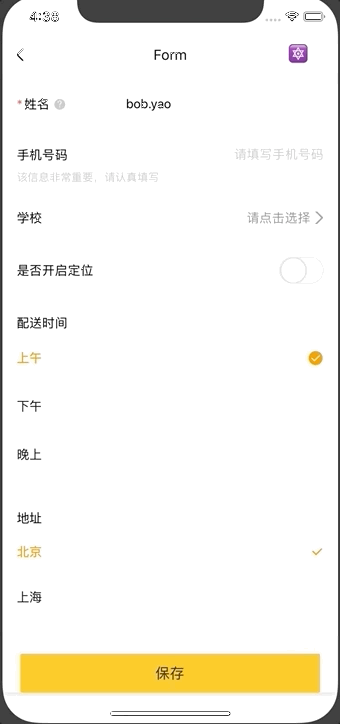 4:38
Form
*姓名 ?
bob.yao
手机号码
请填写手机号码
该信息非常重要，请认真填写
学校
请点击选择
是否开启定位
配送时间
上午
下午
晚上
地址
北京
上海
保存